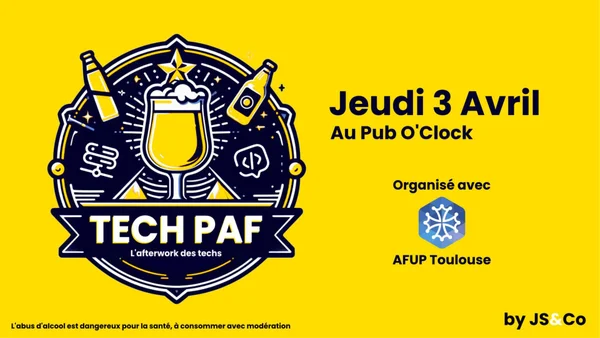 TECH PAF
L'afterwork des techs
Jeudi 3 Avril
Au Pub O'Clock
Organisé avec
AFUP Toulouse
L'abus d'alcool est dangereux pour la santé, à consommer avec modération
by JS&Co